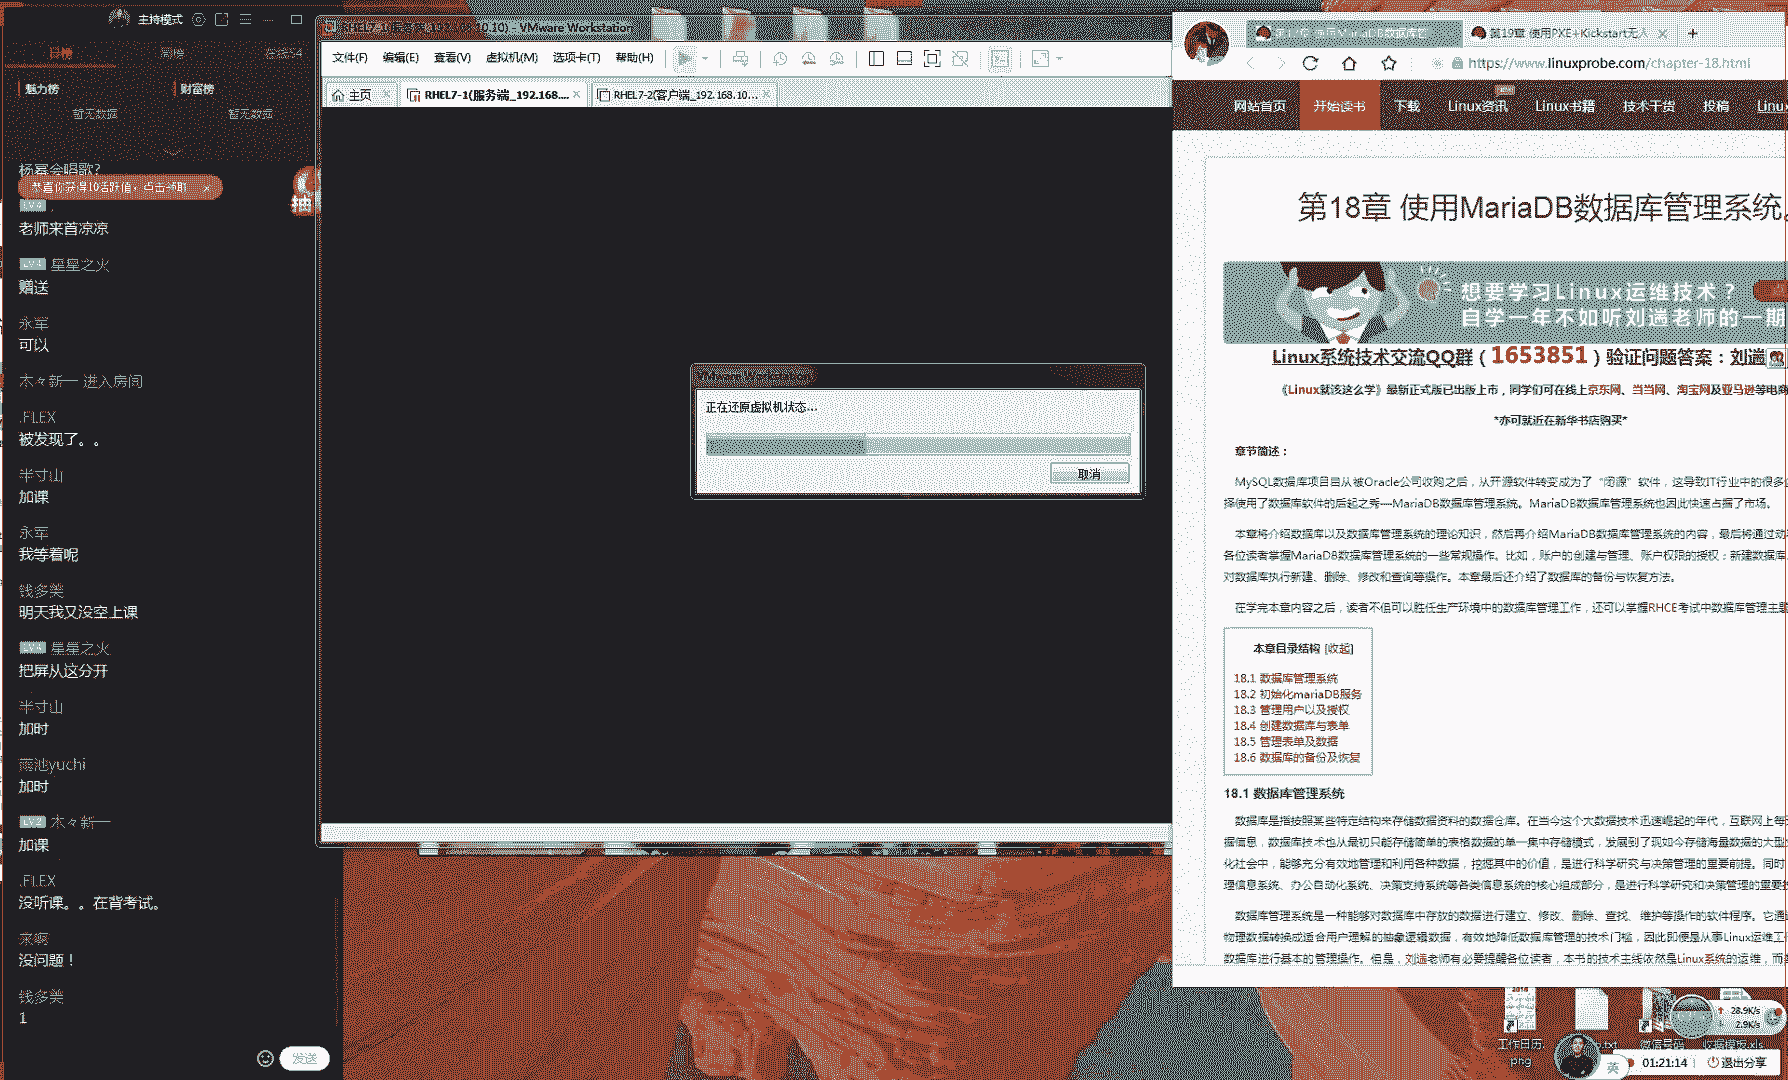 主持模式
日榜
周榜
在线54
魅力榜
财富榜
暂无数据
暂无数据
杨幂会唱歌?
老师来首凉凉
星星之火
赠送
永军
可以
木々新一 进入房间
.FLEX
被发现了。。
半寸山
加课
永军
我等着呢
钱多多
明天我又没空上课
星星之火
把屏从这分开
半寸山
加时
雨池yuchi
加时
LV.2 木々新一
加课
.FLEX
没听课。。在背考试。
来啊
没问题！
1
发送
抽
RHEL7-1(服务端_192.168.10.10) - VMware Workstation
文件(F) 编辑(E) 查看(V) 虚拟机(M) 选项卡(T) 帮助(H)
主页
RHEL7-1(服务端_192.168....
RHEL7-2(客户端_192.168.10...
VMware Workstation
正在还原虚拟机状态...
取消
第19章 使用PXE+Kickstart无人
https://www.linuxprobe.com/chapter-18.html
网站首页 开始读书 下载 Linux资讯 Linux书籍 技术干货 投稿 Linux
第18章 使用MariaDB数据库管理系统。
想要学习Linux运维技术？
自学一年不如听刘遄老师的一期
Linux系统技术交流QQ群（1653851）验证问题答案：刘遄
《Linux就该这么学》最新正式版已出版上市，同学们可在线上京东网、当当网、淘宝网及亚马逊等电商
*亦可就近在新华书店购买*
章节简述：
MySQL数据库项目自从被Oracle公司收购之后，从开源软件转变成为了“闭源”软件，这导致IT行业中的很多
择使用了数据库软件的后起之秀—MariaDB数据库管理系统。MariaDB数据库管理系统也因此快速占据了市场。
本章将介绍数据库以及数据库管理系统的理论知识，然后再介绍MariaDB数据库管理系统的内容，最后将通过动
各位读者掌握MariaDB数据库管理系统的一些常规操作。比如，账户的创建与管理、账户权限的授权；新建数据库、
对数据库执行新建、删除、修改和查询等操作。本章最后还介绍了数据库的备份与恢复方法。
在学完本章内容之后，读者不但可以胜任生产环境中的数据库管理工作，还可以掌握RHCE考试中数据库管理主题
本章目录结构 [收起]
18.1 数据库管理系统
18.2 初始化mariaDB服务
18.3 管理用户以及授权
18.4 创建数据库与表单
18.5 管理表单及数据
18.6 数据库的备份及恢复
18.1 数据库管理系统
数据库是指按照某些特定结构来存储数据资料的数据仓库。在当今这个大数据技术迅速崛起的年代，互联网上每
据信息，数据库技术也从最初只能存储简单的表格数据的单一集中存储模式，发展到了现如今存储海量数据的大型
化社会中，能够充分有效地管理和利用各种数据，挖掘其中的价值，是进行科学研究与决策管理的重要前提。同时
理信息系统、办公自动化系统、决策支持系统等各类信息系统的核心组成部分，是进行科学研究和决策管理的重要
数据库管理系统是一种能够对数据库中存放的数据进行建立、修改、删除、查找、维护等操作的软件程序。它通
物理数据转换成适合用户理解的抽象逻辑数据，有效地降低数据库管理的技术门槛，因此即便是从事Linux运维工
数据库进行基本的管理操作。但是，刘遄老师有必要提醒各位读者，本书的技术主线依然是Linux系统的运维，而
工作日历.
png
微信号码
收据模板.xls
28.9K/s
2.9K/s
英
01:21:14
退出分享